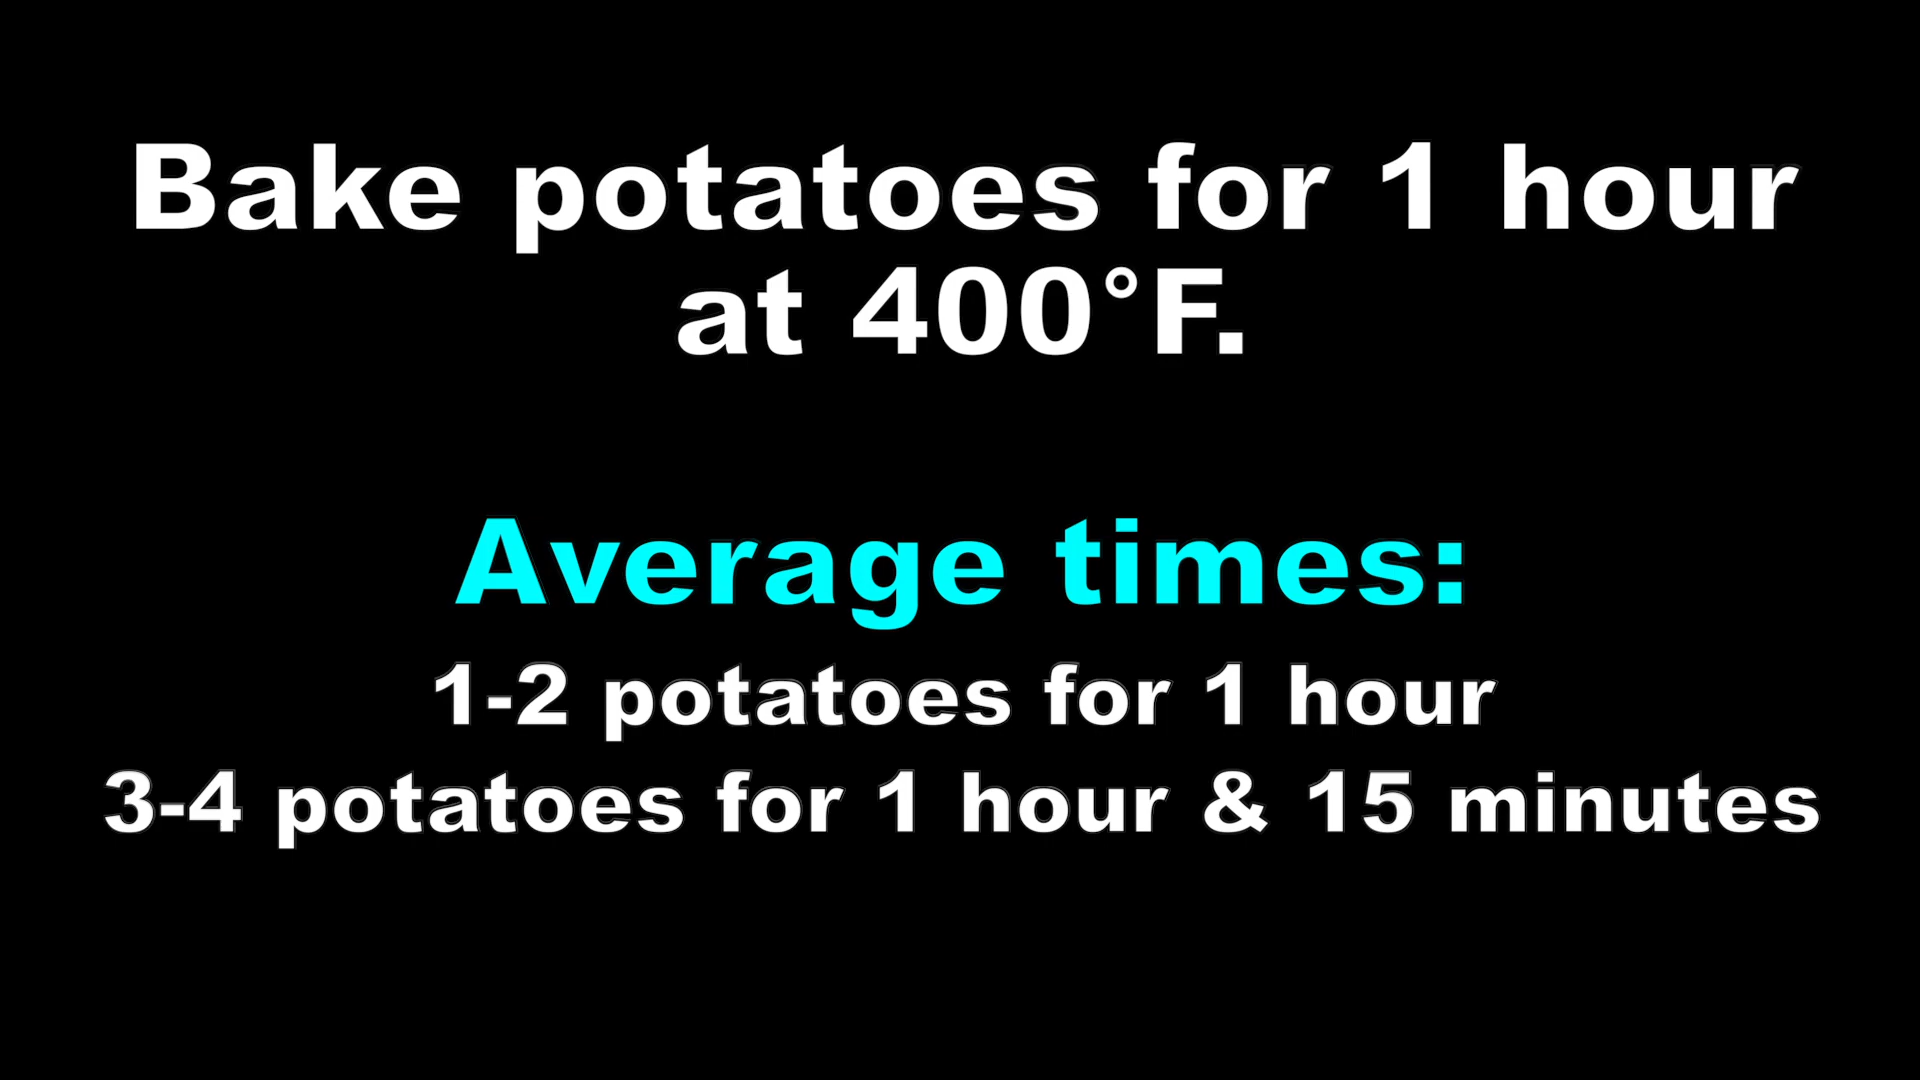 Bake potatoes for 1 hour
at 400°F.
Average times:
1-2 potatoes for 1 hour
3-4 potatoes for 1 hour & 15 minutes